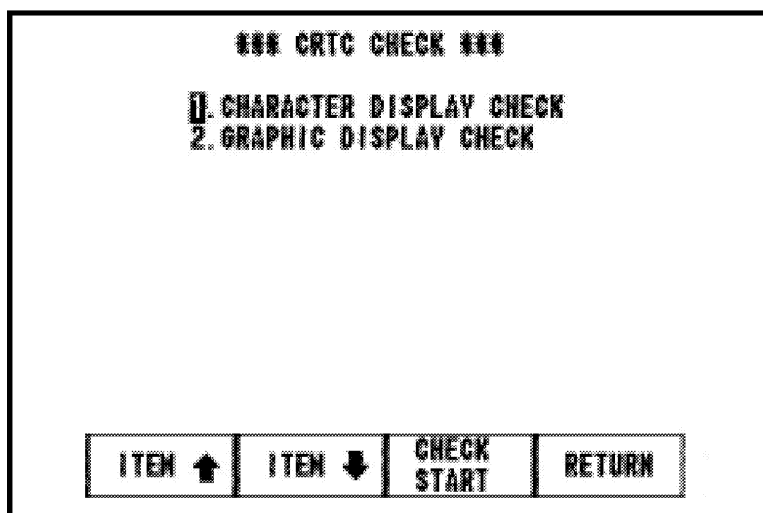 *** CRTC CHECK ***
1. CHARACTER DISPLAY CHECK
2. GRAPHIC DISPLAY CHECK
ITEM ↑ ITEM ↓ CHECK START RETURN